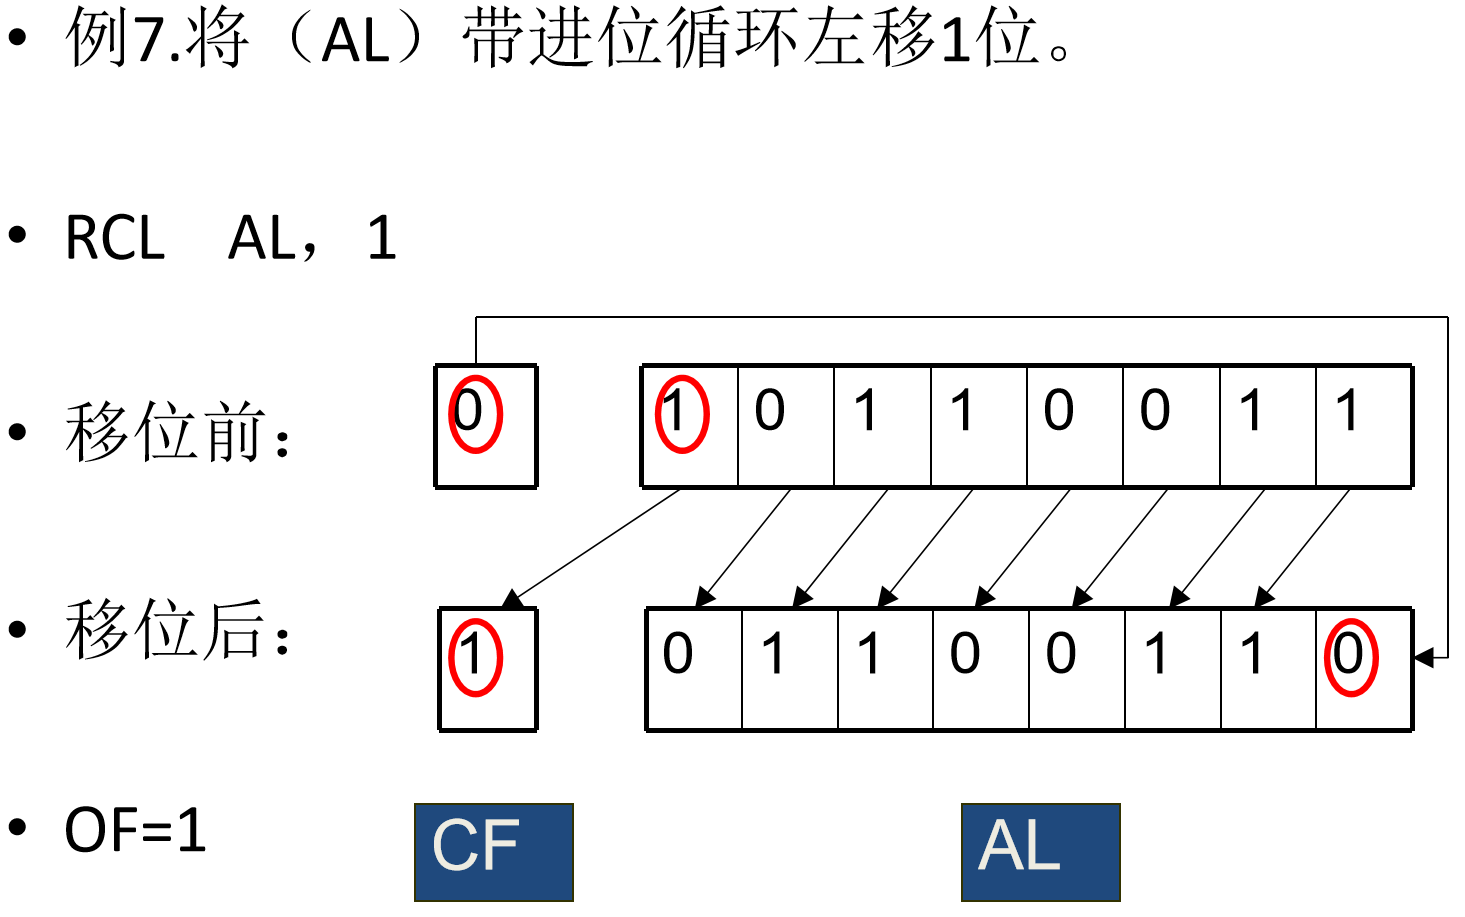 • 例7.将（AL）带进位循环左移1位。
• RCL AL，1
• 移位前： 0 1 0 1 1 0 0 1 1
• 移位后： 1 0 1 1 0 0 1 1 0
• OF=1 CF AL